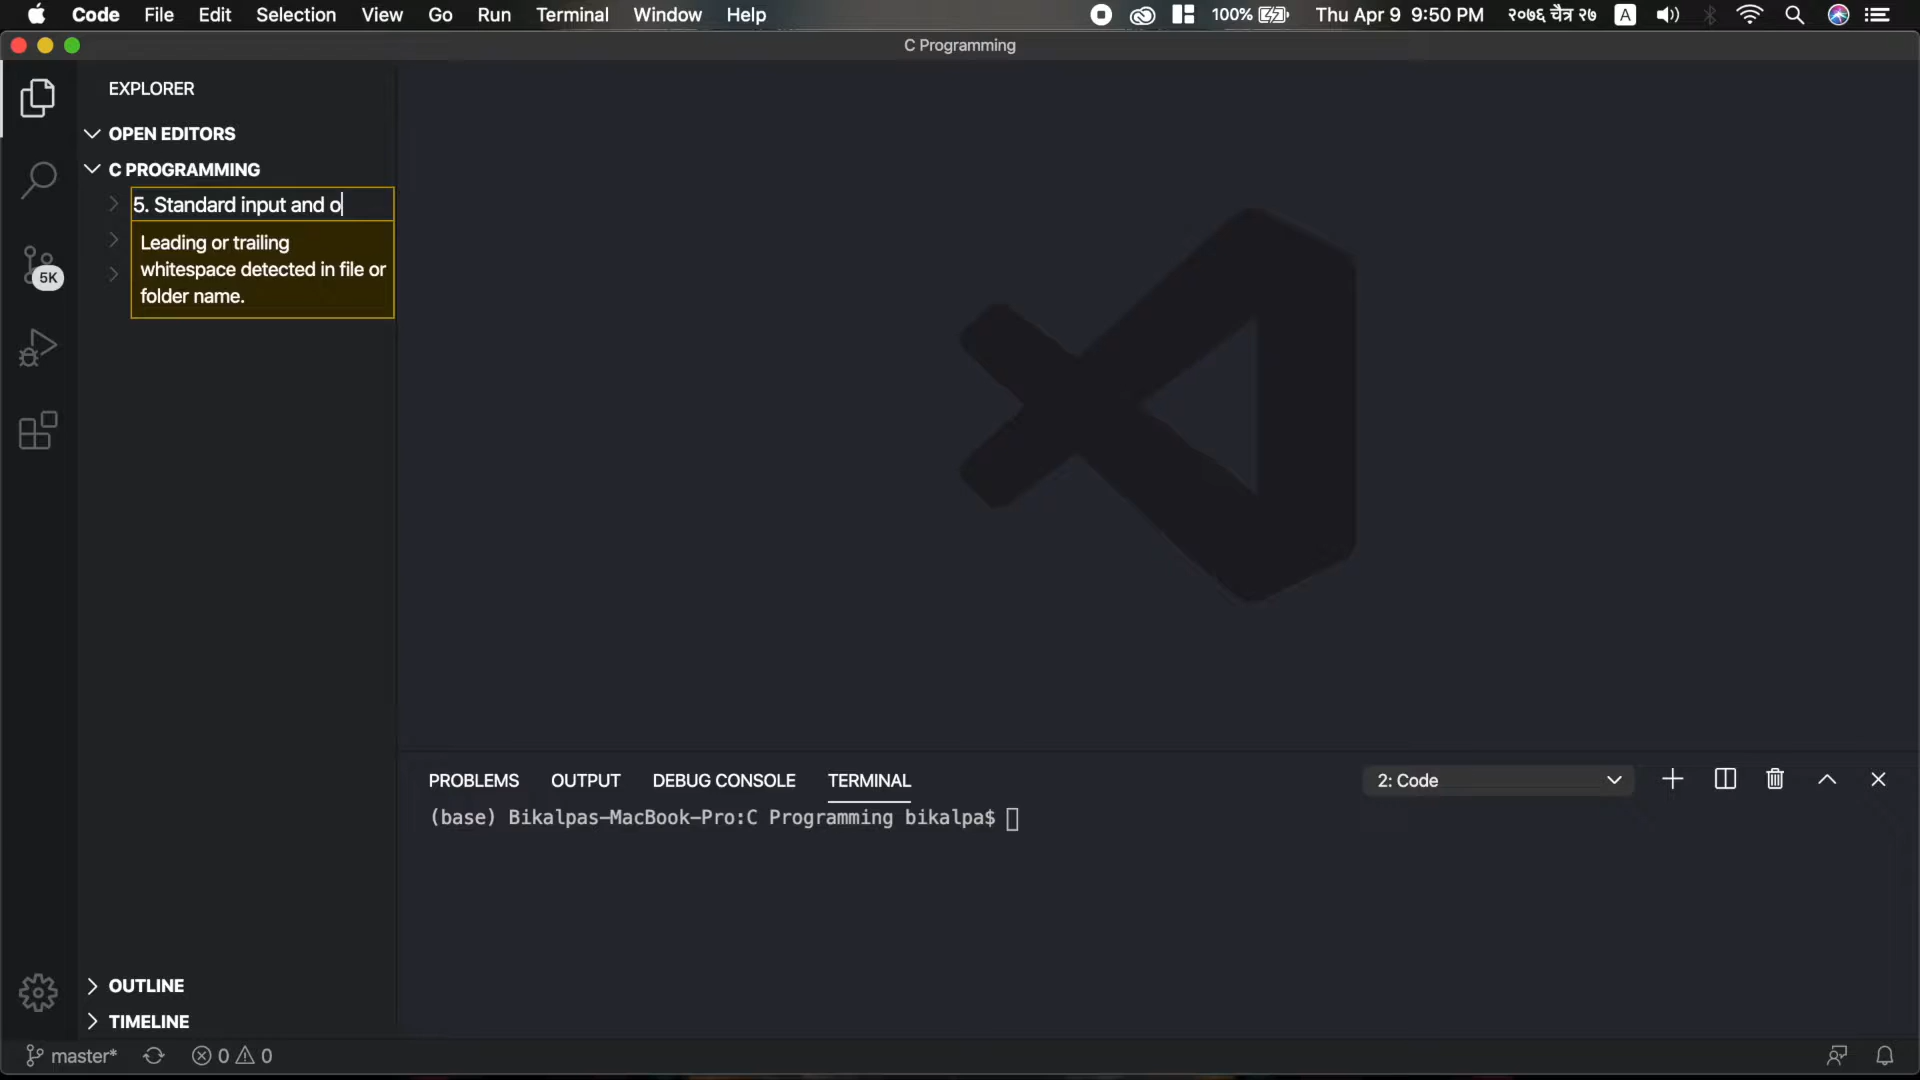 Code File Edit Selection View Go Run Terminal Window Help 100% Thu Apr 9 9:50 PM २०७६ चैत्र २७ A
C Programming
EXPLORER
OPEN EDITORS
C PROGRAMMING
5. Standard input and o
Leading or trailing
whitespace detected in file or
folder name.
5K
PROBLEMS OUTPUT DEBUG CONSOLE TERMINAL 2: Code
(base) Bikalpas-MacBook-Pro:C Programming bikalpa$
OUTLINE
TIMELINE
master* 0 0